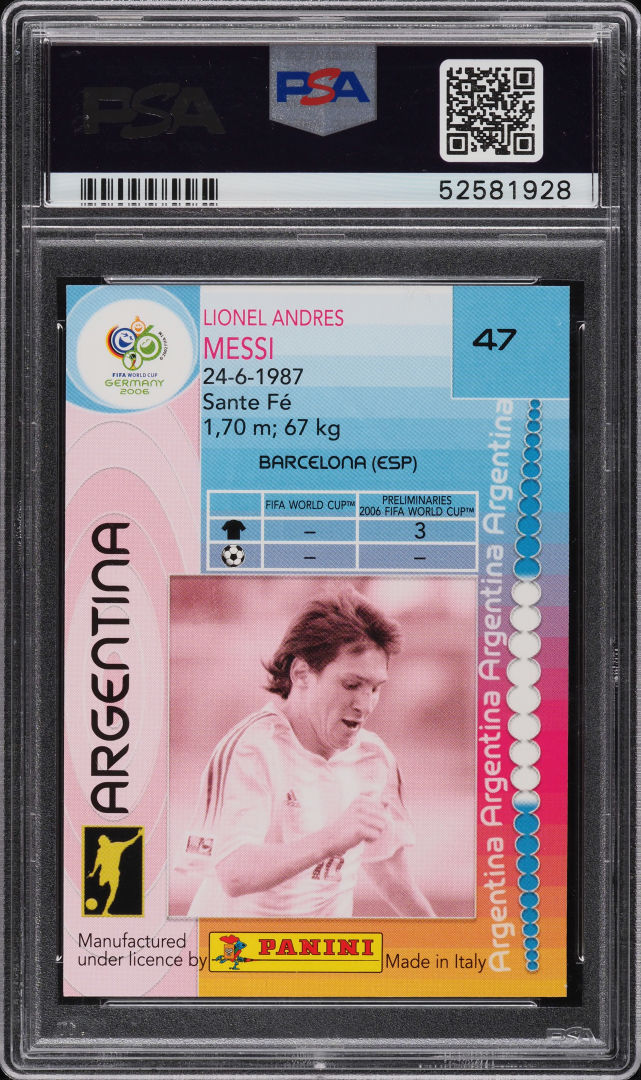 PSA
PSA
52581928
LIONEL ANDRES
MESSI
24-6-1987
Sante Fé
1,70 m; 67 kg
47
BARCELONA (ESP)
FIFA WORLD CUP
GERMANY
2006
FIFA WORLD CUP™
PRELIMINARIES
2006 FIFA WORLD CUP™
– 3
– –
ARGENTINA
Argentina Argentina Argentina Argentina
Manufactured
under licence by
PANINI
Made in Italy
PSA